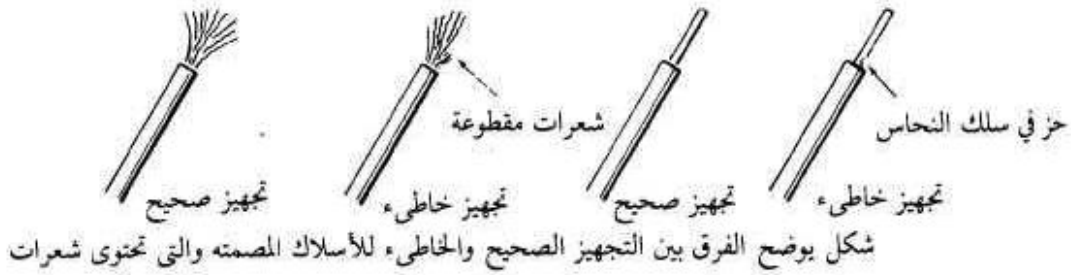 حز في سلك النحاس
شعرات مقطوعة
تجهيز خاطىء
تجهيز صحيح
تجهيز خاطىء
تجهيز صحيح
شكل يوضح الفرق بين التجهيز الصحيح والخاطىء للأسلاك المصمته والتى تحتوى شعرات